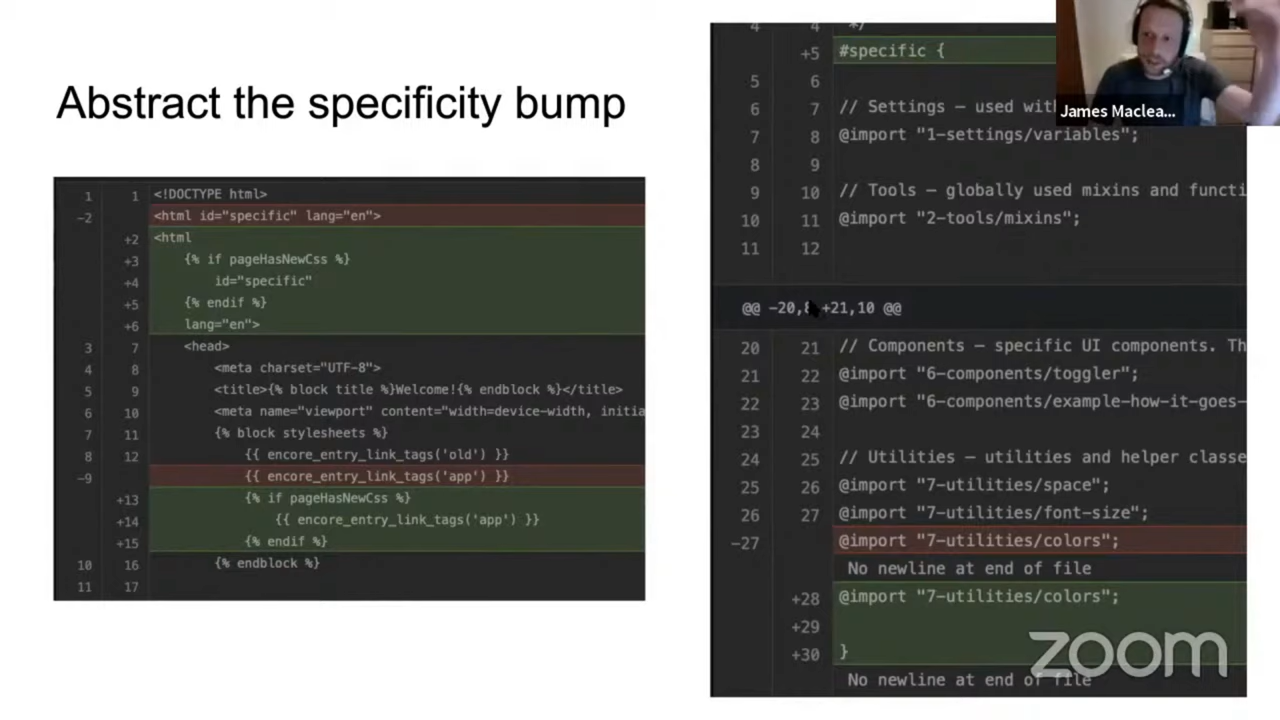 Abstract the specificity bump
1 1 <!DOCTYPE html>
-2 <html id="specific" lang="en">
+2 <html
+3 {% if pageHasNewCss %}
+4 id="specific"
+5 {% endif %}
+6 lang="en">
3 7 <head>
4 8 <meta charset="UTF-8">
5 9 <title>{% block title %}Welcome!{% endblock %}</title>
6 10 <meta name="viewport" content="width=device-width, initia
7 11 {% block stylesheets %}
8 12 {{ encore_entry_link_tags('old') }}
-9 {{ encore_entry_link_tags('app') }}
+13 {% if pageHasNewCss %}
+14 {{ encore_entry_link_tags('app') }}
+15 {% endif %}
10 16 {% endblock %}
11 17
4 4 */
+5 #specific {
5 6
6 7 // Settings – used wit
7 8 @import "1-settings/variables";
8 9
9 10 // Tools – globally used mixins and functi
10 11 @import "2-tools/mixins";
11 12
@@ -20,8 +21,10 @@
20 21 // Components – specific UI components. Th
21 22 @import "6-components/toggler";
22 23 @import "6-components/example-how-it-goes-
23 24
24 25 // Utilities – utilities and helper classe
25 26 @import "7-utilities/space";
26 27 @import "7-utilities/font-size";
-27 @import "7-utilities/colors";
No newline at end of file
+28 @import "7-utilities/colors";
+29
+30 }
No newline at end of file
James Maclea...
zoom